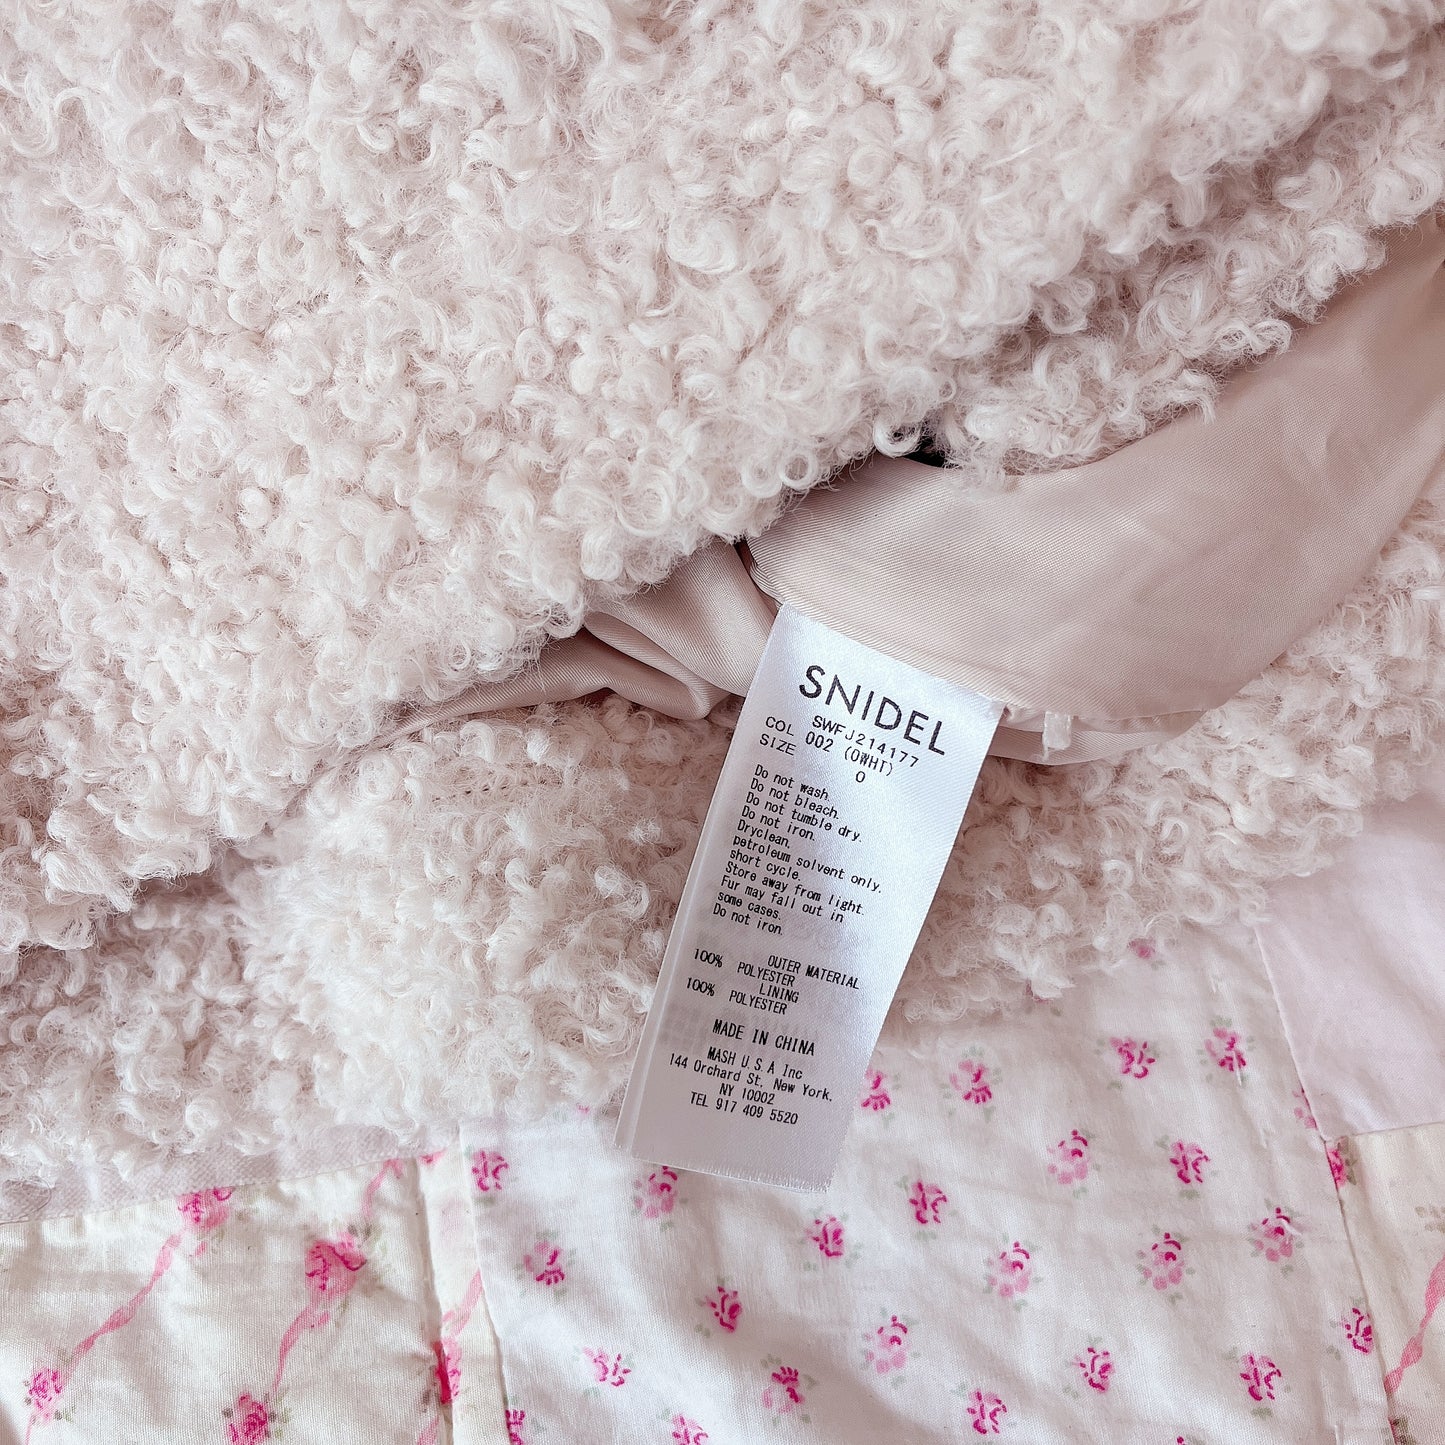 SNIDEL
SWFJ214177
COL 002 (OWHT)
SIZE 0
Do not wash.
Do not bleach.
Do not tumble dry.
Do not iron.
Dryclean.
petroleum solvent only.
short cycle.
Store away from light.
Fur may fall out in
some cases.
Do not iron.
OUTER MATERIAL
100% POLYESTER
LINING
100% POLYESTER
MADE IN CHINA
MASH U.S.A Inc
144 Orchard St, New York,
NY 10002
TEL 917 409 5520